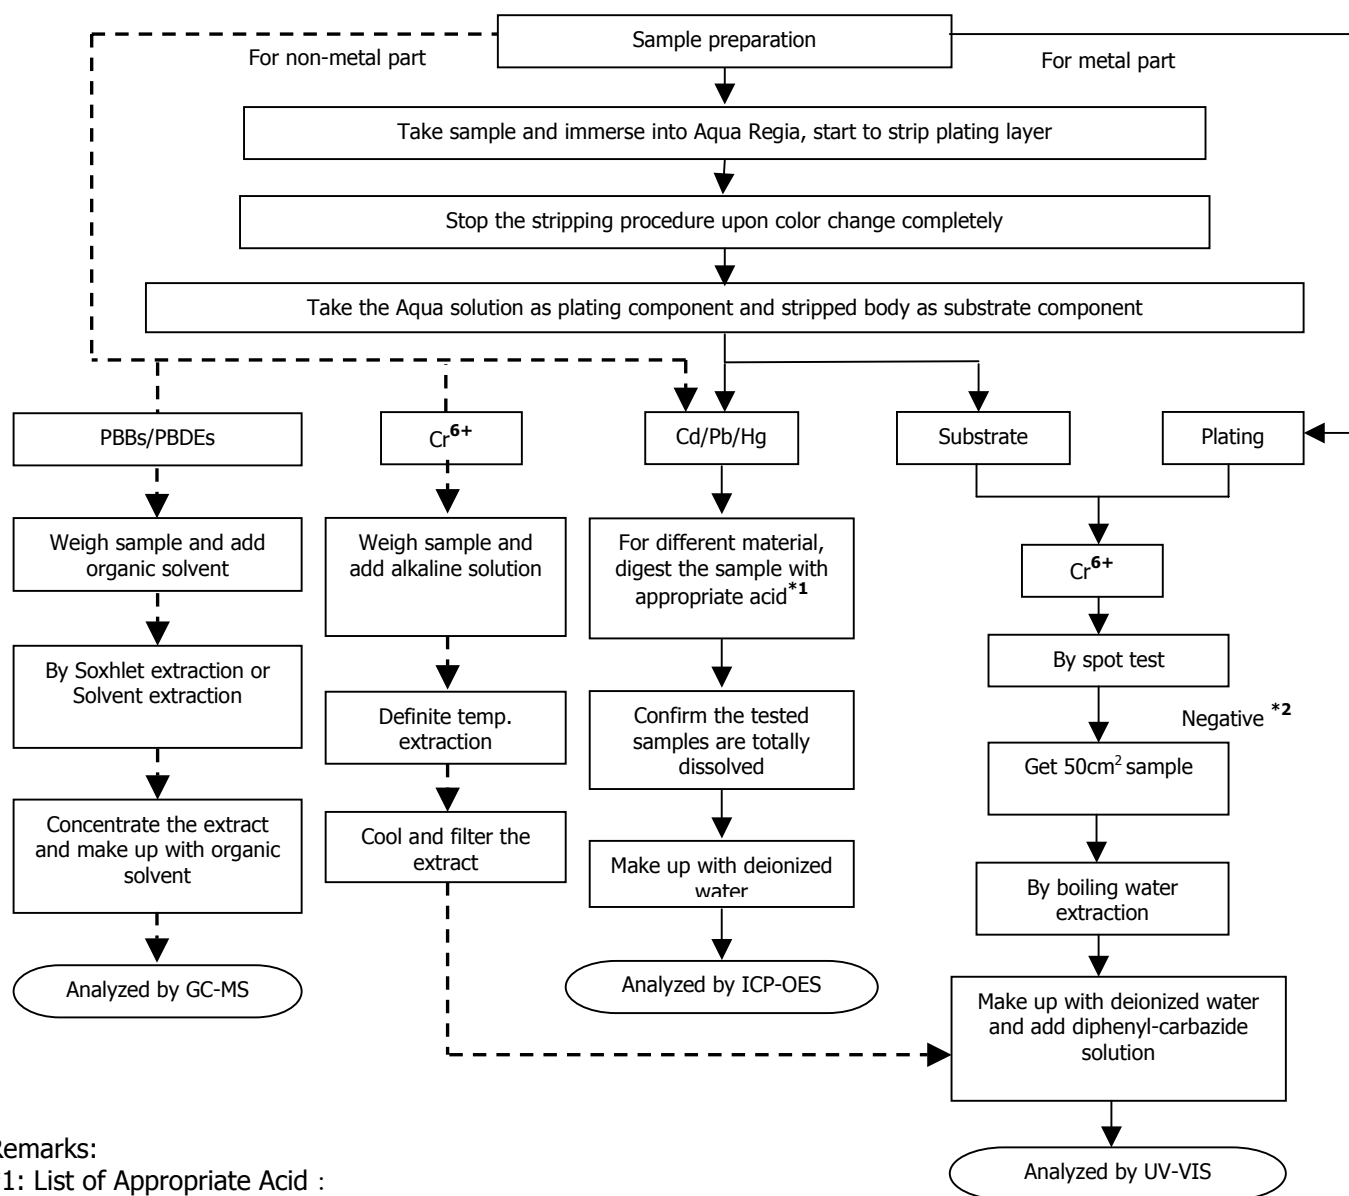 Sample preparation
For non-metal part
For metal part
Take sample and immerse into Aqua Regia, start to strip plating layer
Stop the stripping procedure upon color change completely
Take the Aqua solution as plating component and stripped body as substrate component
PBBs/PBDEs
Cr6+
Cd/Pb/Hg
Substrate
Plating
Weigh sample and add
organic solvent
Weigh sample and
add alkaline solution
For different material,
digest the sample with
appropriate acid*1
Cr6+
By spot test
By Soxhlet extraction or
Solvent extraction
Definite temp.
extraction
Confirm the tested
samples are totally
dissolved
Negative *2
Get 50cm2 sample
Concentrate the extract
and make up with organic
solvent
Cool and filter the
extract
Make up with deionized
water
By boiling water
extraction
Analyzed by GC-MS
Analyzed by ICP-OES
Make up with deionized water
and add diphenyl-carbazide
solution
Analyzed by UV-VIS
Remarks:
1: List of Appropriate Acid :